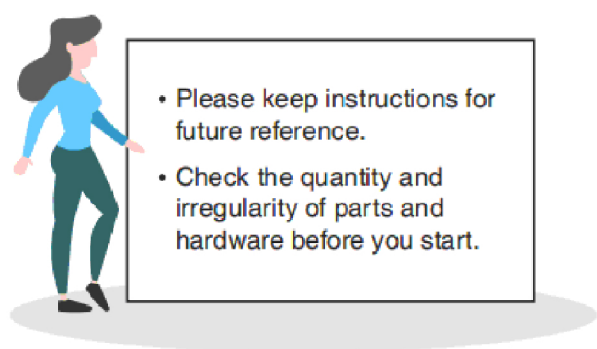 • Please keep instructions for
future reference.
• Check the quantity and
irregularity of parts and
hardware before you start.